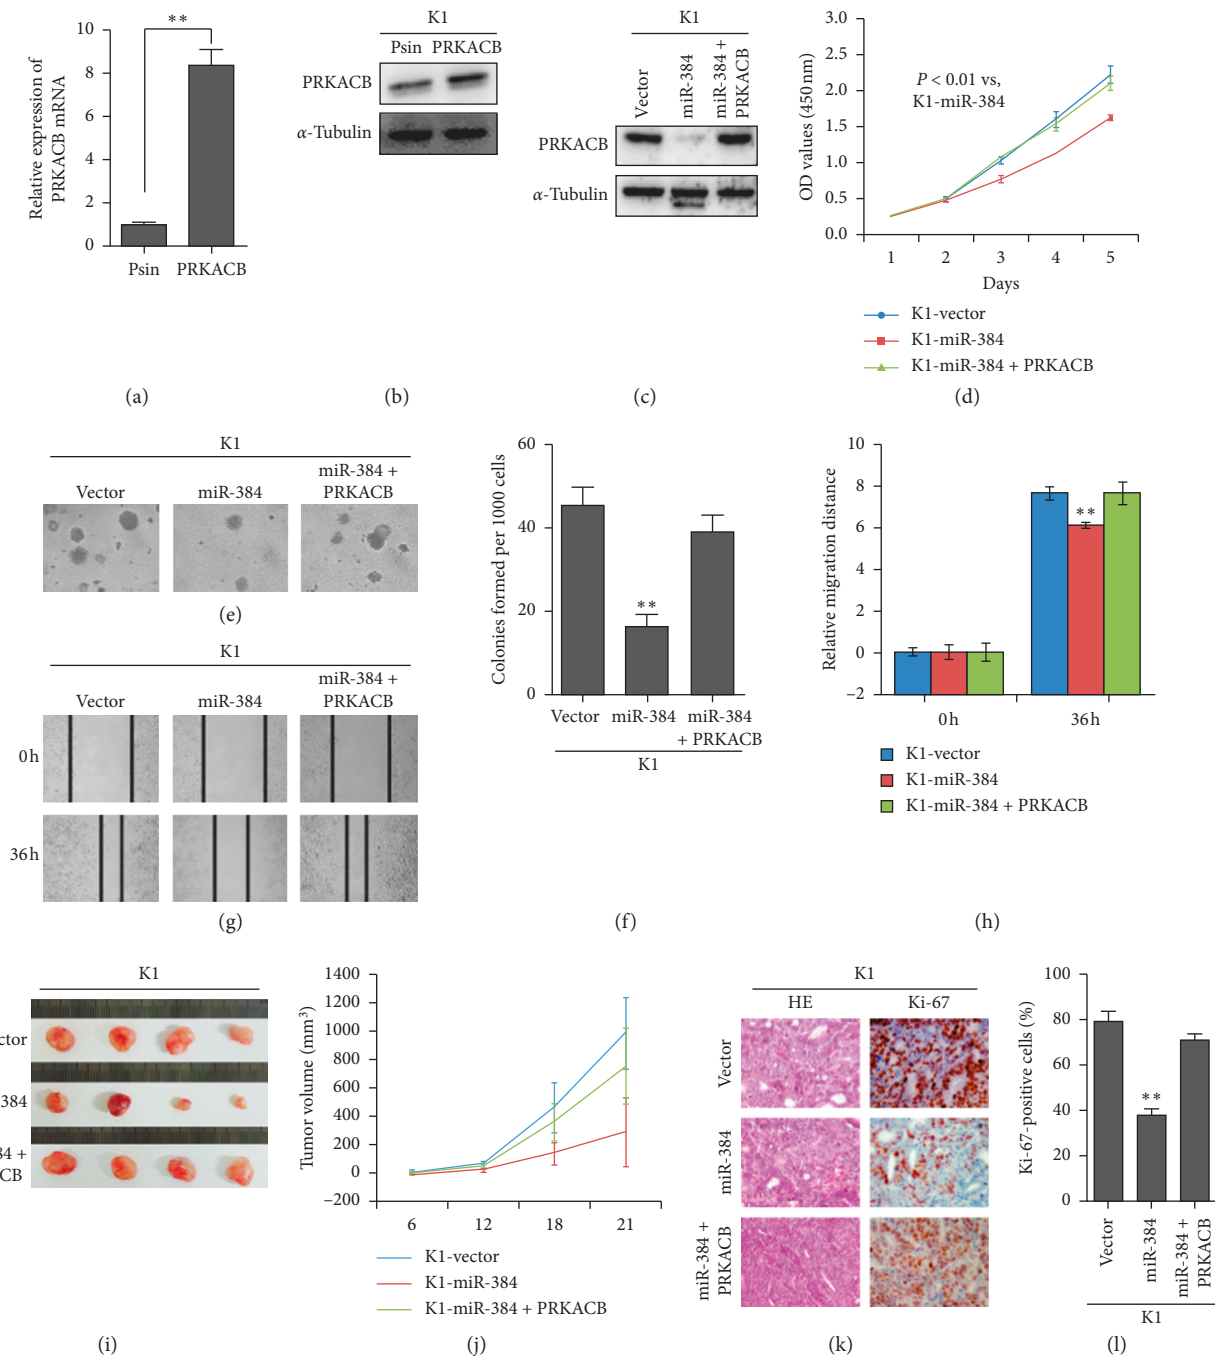 10
8
6
4
2
0
Relative expression of
PRKACB mRNA
**
Psin PRKACB
(a)
K1
Psin PRKACB
PRKACB
α-Tubulin
(b)
K1
Vector
miR-384
miR-384 +
PRKACB
PRKACB
α-Tubulin
(c)
3.0
2.5
2.0
1.5
1.0
0.5
0.0
OD values (450 nm)
P < 0.01 vs,
K1-miR-384
1 2 3 4 5
Days
K1-vector
K1-miR-384
K1-miR-384 + PRKACB
(d)
K1
Vector
miR-384
miR-384 +
PRKACB
(e)
60
40
20
0
Colonies formed per 1000 cells
**
Vector
miR-384
miR-384
+ PRKACB
K1
(f)
K1
Vector
miR-384
miR-384 +
PRKACB
0 h
36 h
(g)
10
8
6
4
2
0
−2
Relative migration distance
**
0 h
36 h
K1-vector
K1-miR-384
K1-miR-384 + PRKACB
(h)
K1
ctor
384
84 +
CB
(i)
1400
1200
1000
800
600
400
200
0
−200
Tumor volume (mm³)
6 12 18 21
K1-vector
K1-miR-384
K1-miR-384 + PRKACB
(j)
K1
HE Ki-67
Vector
miR-384
miR-384 +
PRKACB
(k)
100
80
60
40
20
0
Ki-67-positive cells (%)
**
Vector
miR-384
miR-384 +
PRKACB
K1
(l)